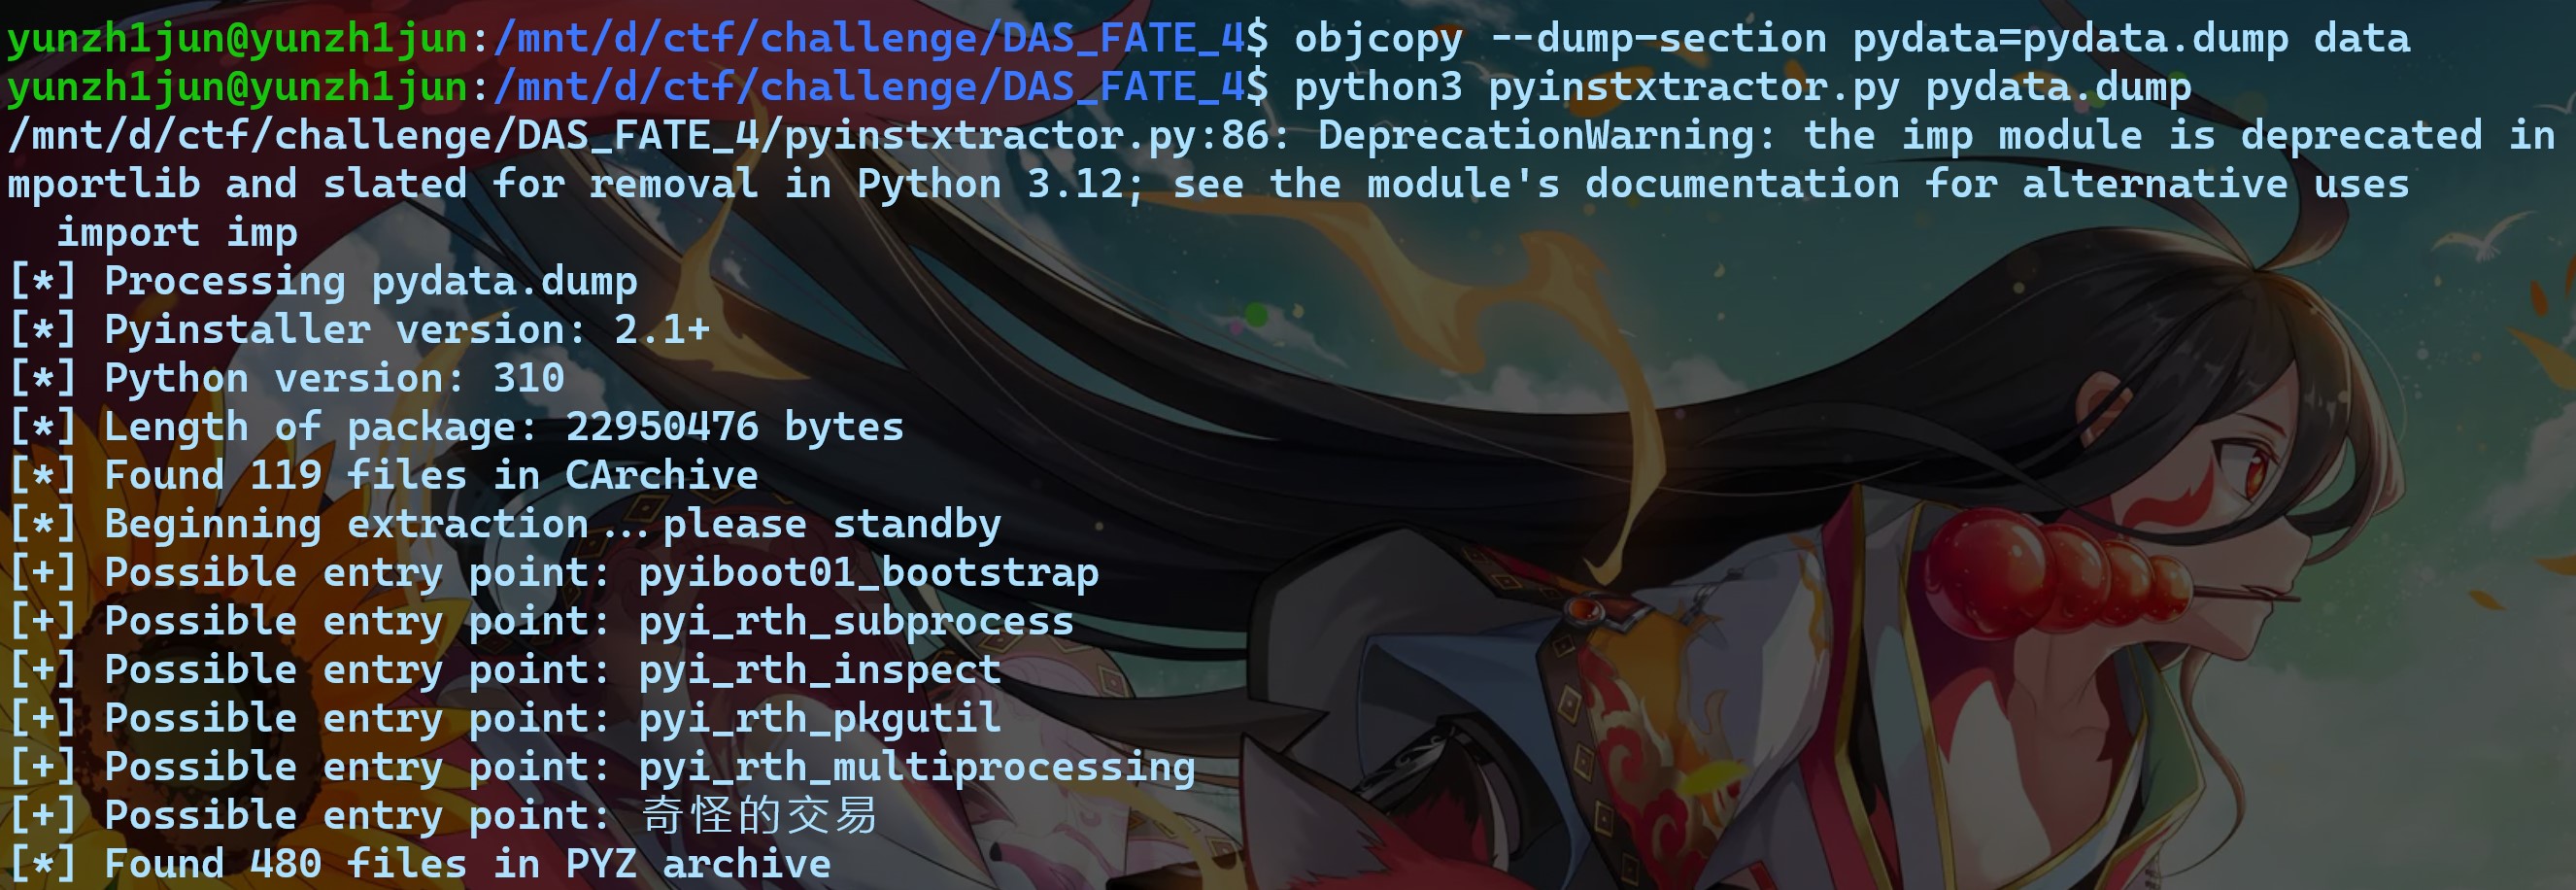 yunzh1jun@yunzh1jun:/mnt/d/ctf/challenge/DAS_FATE_4$ objcopy --dump-section pydata=pydata.dump data
yunzh1jun@yunzh1jun:/mnt/d/ctf/challenge/DAS_FATE_4$ python3 pyinstxtractor.py pydata.dump
/mnt/d/ctf/challenge/DAS_FATE_4/pyinstxtractor.py:86: DeprecationWarning: the imp module is deprecated in
mportlib and slated for removal in Python 3.12; see the module's documentation for alternative uses
  import imp
[*] Processing pydata.dump
[*] Pyinstaller version: 2.1+
[*] Python version: 310
[*] Length of package: 22950476 bytes
[*] Found 119 files in CArchive
[*] Beginning extraction...please standby
[+] Possible entry point: pyiboot01_bootstrap
[+] Possible entry point: pyi_rth_subprocess
[+] Possible entry point: pyi_rth_inspect
[+] Possible entry point: pyi_rth_pkgutil
[+] Possible entry point: pyi_rth_multiprocessing
[+] Possible entry point: 奇怪的交易
[*] Found 480 files in PYZ archive